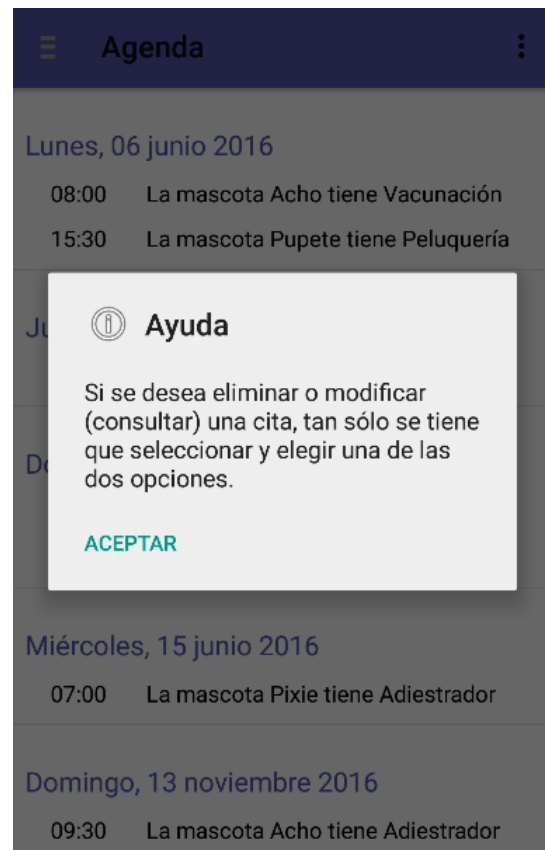 Agenda
Lunes, 06 junio 2016
08:00 La mascota Acho tiene Vacunación
15:30 La mascota Pupete tiene Peluquería
Ayuda
Si se desea eliminar o modificar
(consultar) una cita, tan sólo se tiene
que seleccionar y elegir una de las
dos opciones.
ACEPTAR
Miércoles, 15 junio 2016
07:00 La mascota Pixie tiene Adiestrador
Domingo, 13 noviembre 2016
09:30 La mascota Acho tiene Adiestrador